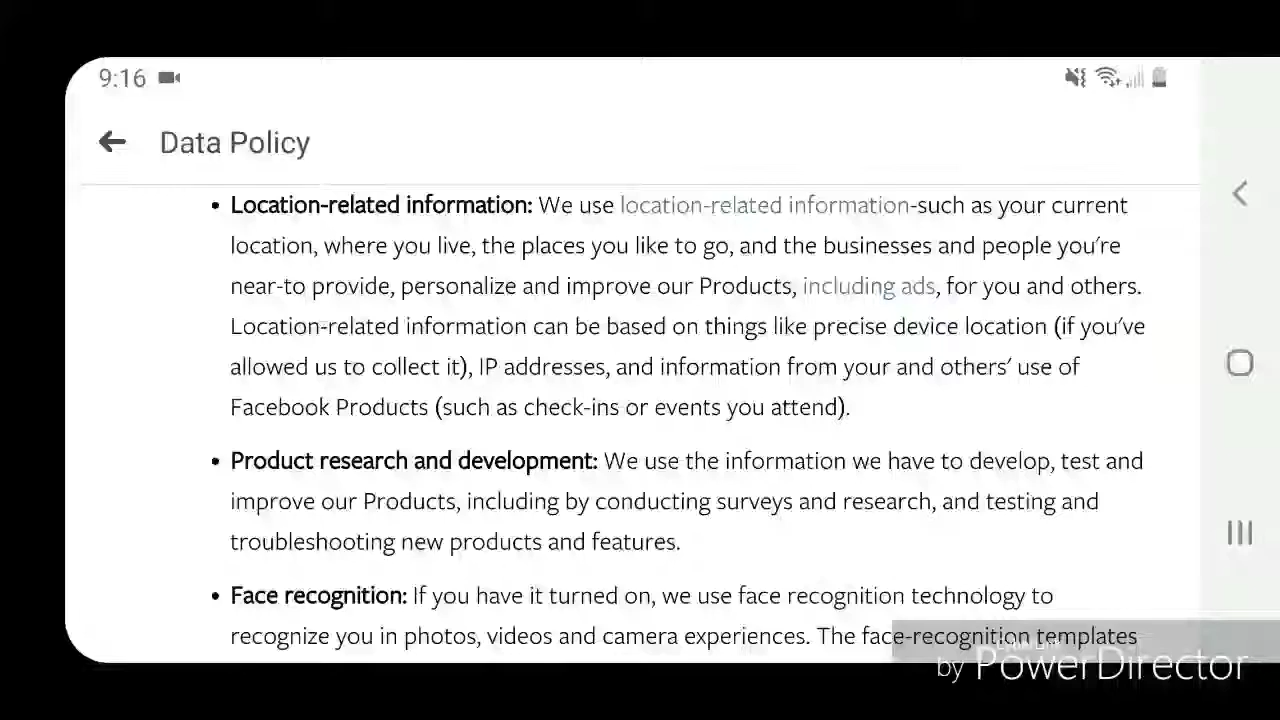 9:16
Data Policy
• Location-related information: We use location-related information-such as your current
location, where you live, the places you like to go, and the businesses and people you're
near-to provide, personalize and improve our Products, including ads, for you and others.
Location-related information can be based on things like precise device location (if you've
allowed us to collect it), IP addresses, and information from your and others' use of
Facebook Products (such as check-ins or events you attend).
• Product research and development: We use the information we have to develop, test and
improve our Products, including by conducting surveys and research, and testing and
troubleshooting new products and features.
• Face recognition: If you have it turned on, we use face recognition technology to
recognize you in photos, videos and camera experiences. The face-recognition templates
by PowerDirector